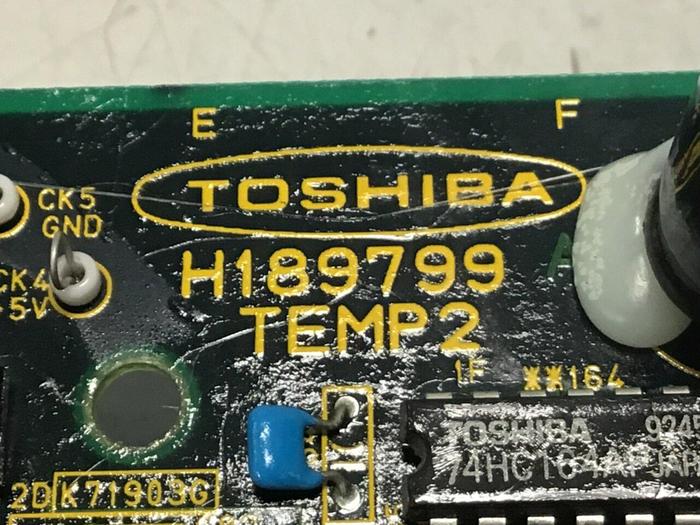 E F
TOSHIBA
CK5
GND
H189799
CK4
5V
TEMP2
1F **164
TOSHIBA 9245
74HC164AP JAPAN
2D K71903G